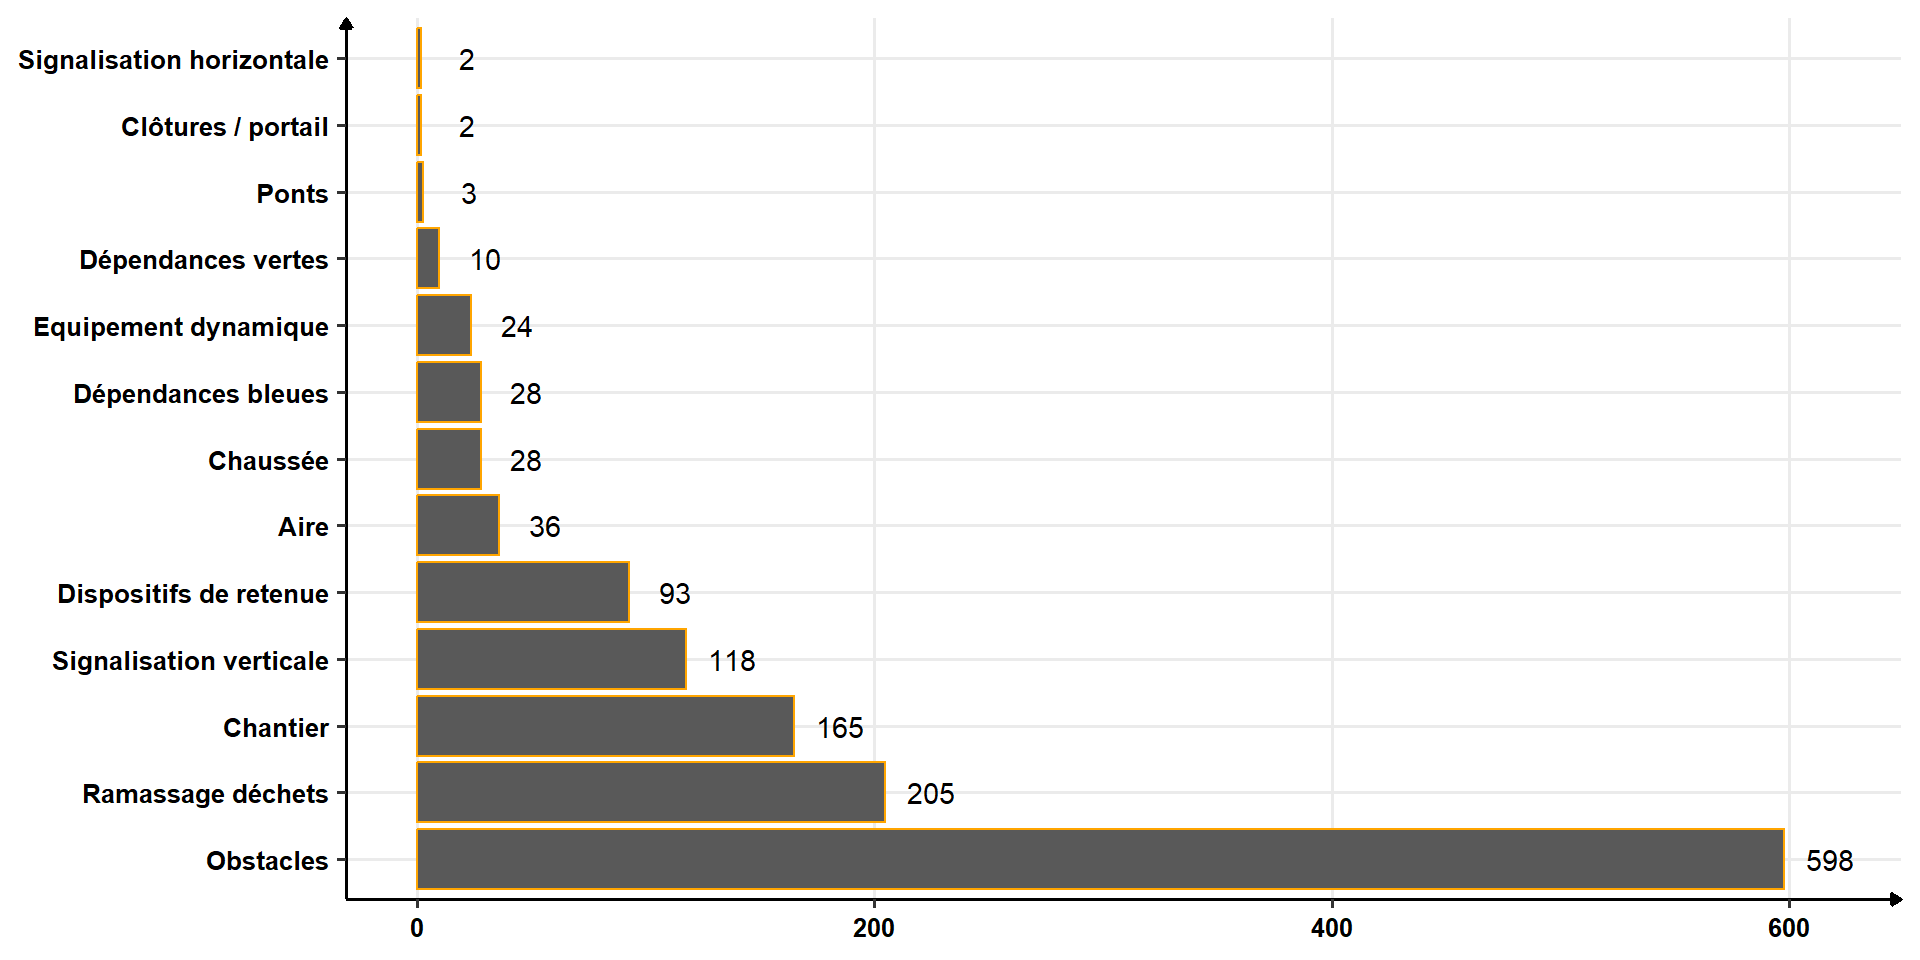 Signalisation horizontale 2
Clôtures / portail 2
Ponts 3
Dépendances vertes 10
Equipement dynamique 24
Dépendances bleues 28
Chaussée 28
Aire 36
Dispositifs de retenue 93
Signalisation verticale 118
Chantier 165
Ramassage déchets 205
Obstacles 598
0 200 400 600